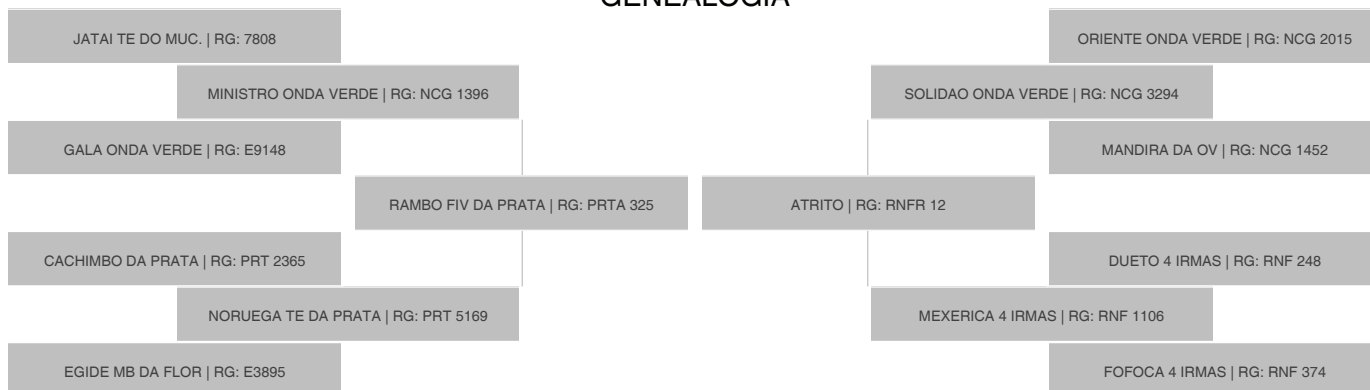 GENEALOGIA
JATAI TE DO MUC. | RG: 7808
ORIENTE ONDA VERDE | RG: NCG 2015
MINISTRO ONDA VERDE | RG: NCG 1396
SOLIDAO ONDA VERDE | RG: NCG 3294
GALA ONDA VERDE | RG: E9148
MANDIRA DA OV | RG: NCG 1452
RAMBO FIV DA PRATA | RG: PRTA 325
ATRITO | RG: RNFR 12
CACHIMBO DA PRATA | RG: PRT 2365
DUETO 4 IRMAS | RG: RNF 248
NORUEGA TE DA PRATA | RG: PRT 5169
MEXERICA 4 IRMAS | RG: RNF 1106
EGIDE MB DA FLOR | RG: E3895
FOFOCA 4 IRMAS | RG: RNF 374